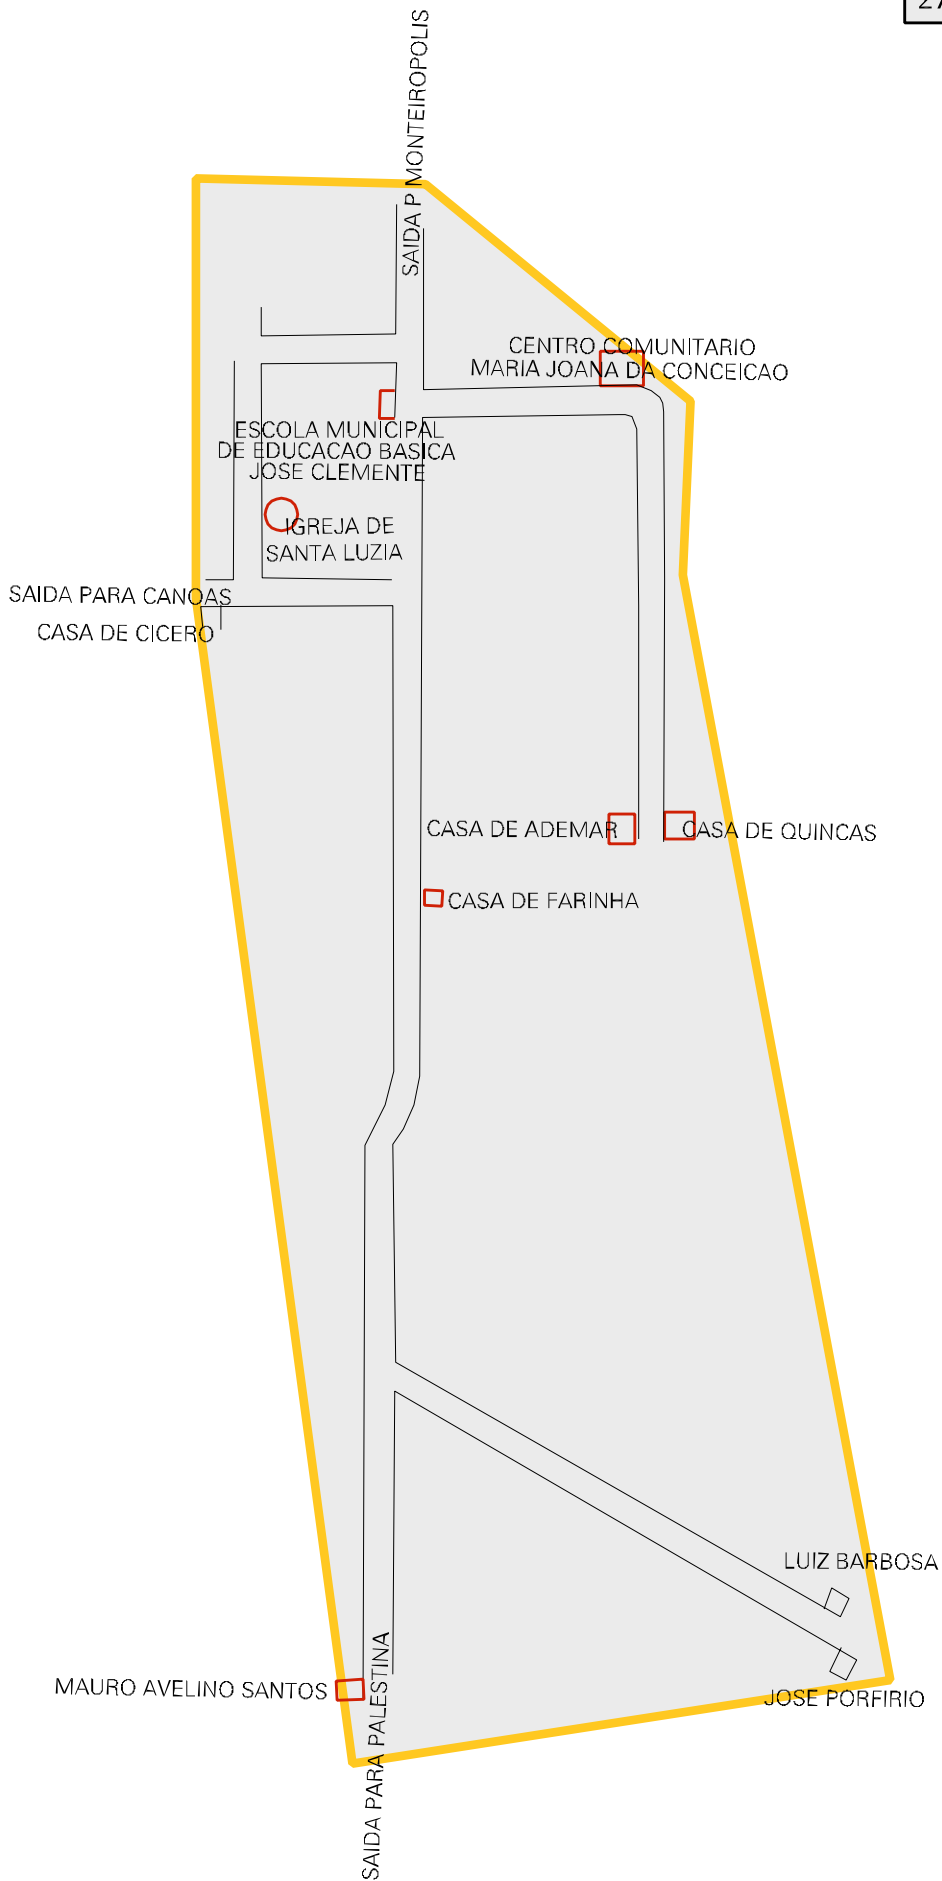 SAIDA P MONTEIROPOLIS
CENTRO COMUNITARIO
MARIA JOANA DA CONCEICAO
ESCOLA MUNICIPAL
DE EDUCACAO BASICA
JOSE CLEMENTE
IGREJA DE
SANTA LUZIA
SAIDA PARA CANOAS
CASA DE CICERO
CASA DE ADEMAR
CASA DE QUINCAS
CASA DE FARINHA
LUIZ BARBOSA
MAURO AVELINO SANTOS
JOSE PORFIRIO
SAIDA PARA PALESTINA